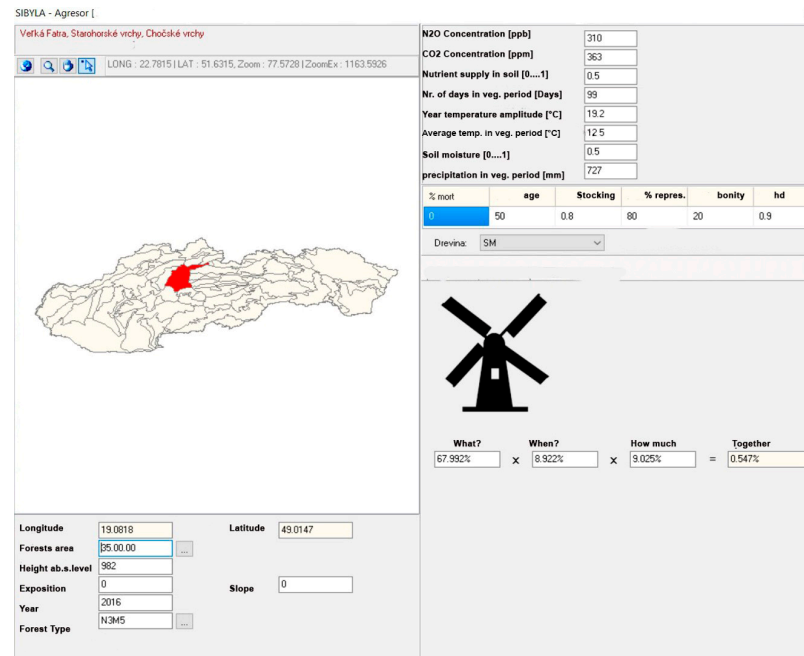 SIBYLA - Agresor [
Veľká Fatra, Starohorské vrchy, Chočské vrchy
LONG : 22.7815 | LAT : 51.6315, Zoom : 77.5728 | ZoomEx : 1163.5926
N2O Concentration [ppb] 310
CO2 Concentration [ppm] 363
Nutrient supply in soil [0....1] 0.5
Nr. of days in veg. period [Days] 99
Year temperature amplitude [°C] 19.2
Average temp. in veg. period [°C] 12.5
Soil moisture [0....1] 0.5
precipitation in veg. period [mm] 727
% mort age Stocking % repres. bonity hd
0 50 0.8 80 20 0.9
Drevina: SM
What? When? How much Together
67.992% x 8.922% x 9.025% = 0.547%
Longitude 19.0818 Latitude 49.0147
Forests area 35.00.00 ...
Height ab.s.level 982
Exposition 0 Slope 0
Year 2016
Forest Type N3M5 ...